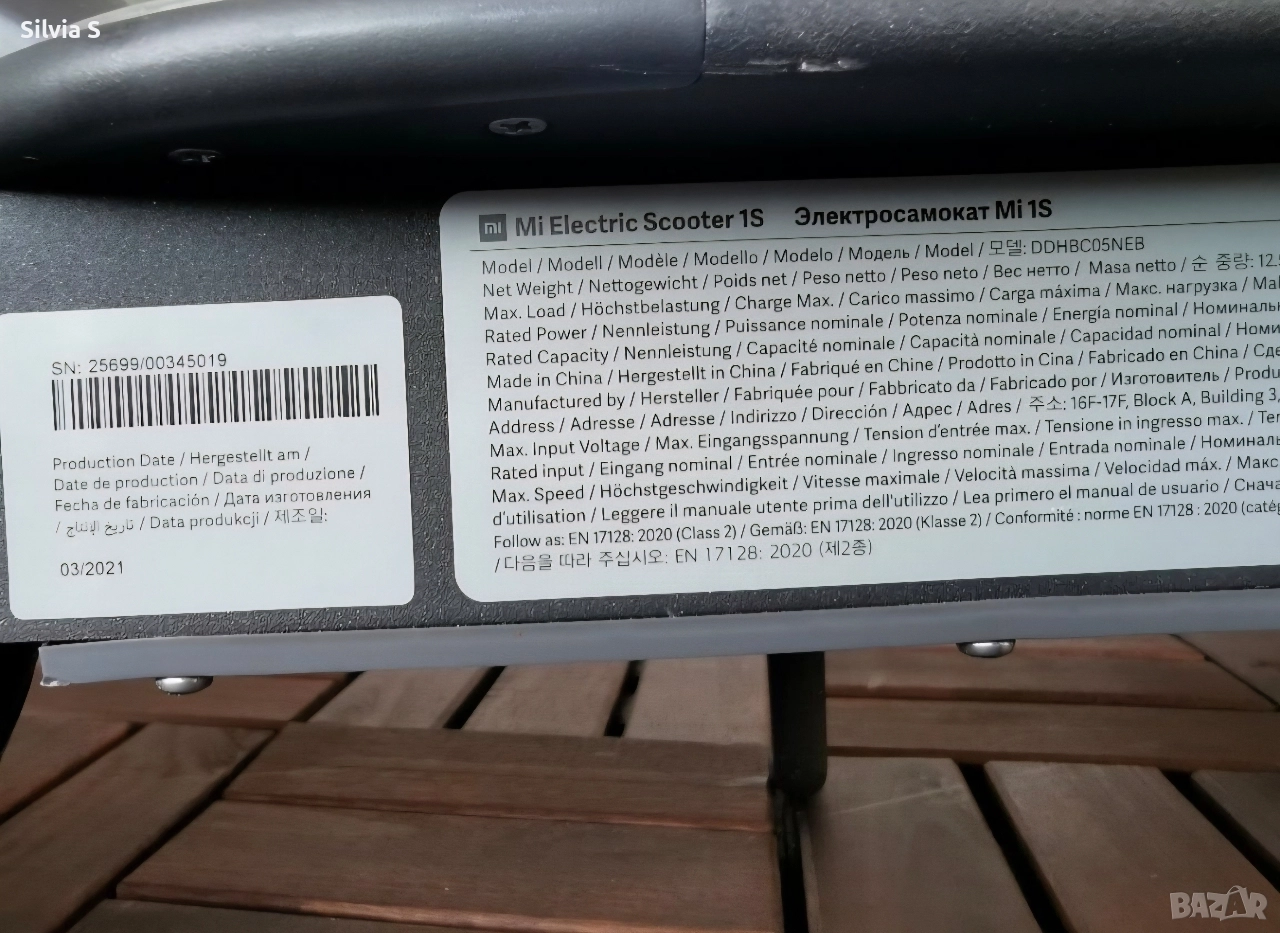 Silvia S
SN: 25699/00345019
Production Date / Hergestellt am /
Date de production / Data di produzione /
Fecha de fabricación / Дата изготовления
/ تاريخ الإنتاج / Data produkcji / 제조일:
03/2021
mi Mi Electric Scooter 1S Электросамокат Mi 1S
Model / Modell / Modèle / Modello / Modelo / Модель / Model / 모델: DDHBC05NEB
Net Weight / Nettogewicht / Poids net / Peso netto / Peso neto / Вес нетто / Masa netto / 순 중량: 12.5
Max. Load / Höchstbelastung / Charge Max. / Carico massimo / Carga máxima / Макс. нагрузка /
Rated Power / Nennleistung / Puissance nominale / Potenza nominale / Energía nominal /
Rated Capacity / Nennleistung / Capacité nominale / Capacità nominale / Capacidad nominal /
Made in China / Hergestellt in China / Fabriqué en Chine / Prodotto in Cina / Fabricado en China /
Manufactured by / Hersteller / Fabriquée pour / Fabbricato da / Fabricado por / Изготовитель /
Address / Adresse / Adresse / Indirizzo / Dirección / Адрес / Adres / 주소: 16F-17F, Block A, Building 3,
Max. Input Voltage / Max. Eingangsspannung / Tension d'entrée max. / Tensione in ingresso max. /
Rated input / Eingang nominal / Entrée nominale / Ingresso nominale / Entrada nominale /
Max. Speed / Höchstgeschwindigkeit / Vitesse maximale / Velocità massima / Velocidad máx. / Макс
d'utilisation / Leggere il manuale utente prima dell'utilizzo / Lea primero el manual de usuario / Снача
Follow as: EN 17128: 2020 (Class 2) / Gemäß: EN 17128: 2020 (Klasse 2) / Conformité : norme EN 17128 : 2020
/ 다음을 따라 주십시오: EN 17128: 2020 (제2종)
BAZAR